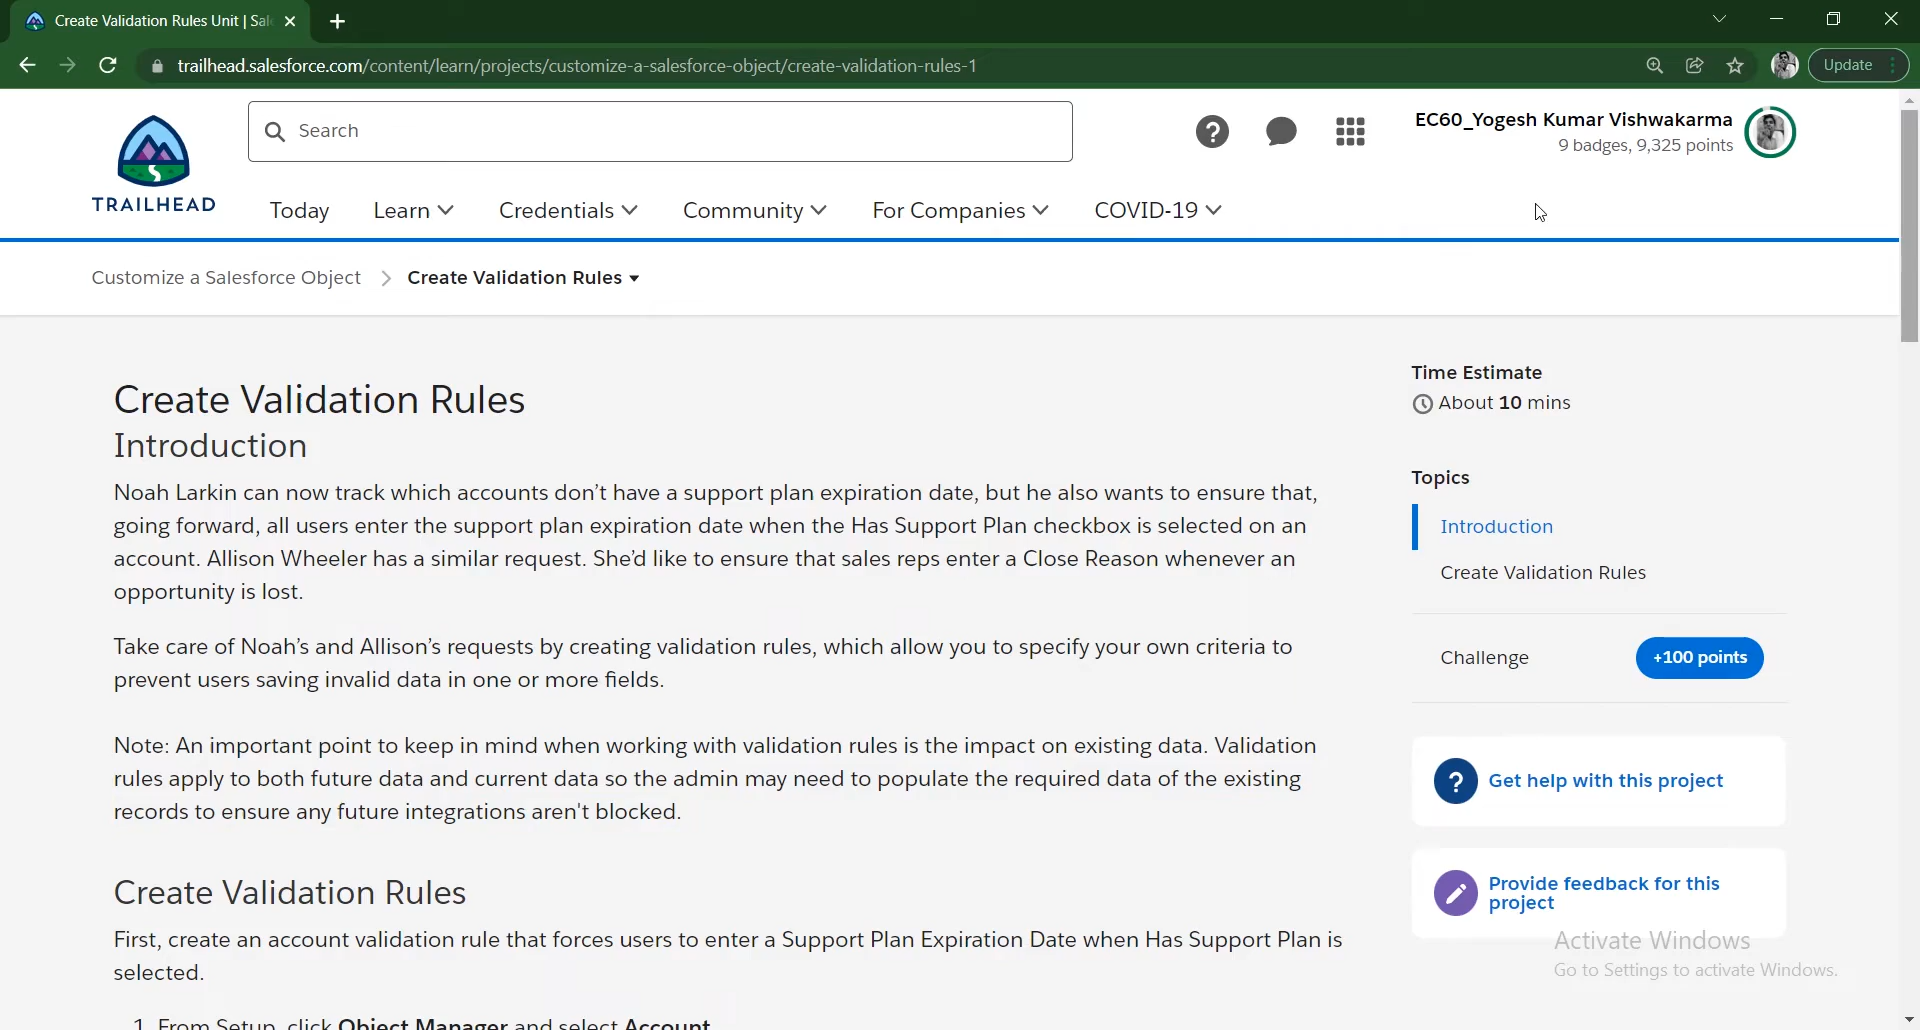 Create Validation Rules Unit | Sal
trailhead.salesforce.com/content/learn/projects/customize-a-salesforce-object/create-validation-rules-1
Update
TRAILHEAD
Search
EC60_Yogesh Kumar Vishwakarma
9 badges, 9,325 points
Today
Learn
Credentials
Community
For Companies
COVID-19
Customize a Salesforce Object > Create Validation Rules
Create Validation Rules
Introduction
Noah Larkin can now track which accounts don’t have a support plan expiration date, but he also wants to ensure that,
going forward, all users enter the support plan expiration date when the Has Support Plan checkbox is selected on an
account. Allison Wheeler has a similar request. She’d like to ensure that sales reps enter a Close Reason whenever an
opportunity is lost.
Take care of Noah’s and Allison’s requests by creating validation rules, which allow you to specify your own criteria to
prevent users saving invalid data in one or more fields.
Note: An important point to keep in mind when working with validation rules is the impact on existing data. Validation
rules apply to both future data and current data so the admin may need to populate the required data of the existing
records to ensure any future integrations aren't blocked.
Create Validation Rules
First, create an account validation rule that forces users to enter a Support Plan Expiration Date when Has Support Plan is
selected.
1. From Setup, click Object Manager and select Account.
Time Estimate
About 10 mins
Topics
Introduction
Create Validation Rules
Challenge
+100 points
? Get help with this project
Provide feedback for this
project
Activate Windows
Go to Settings to activate Windows.